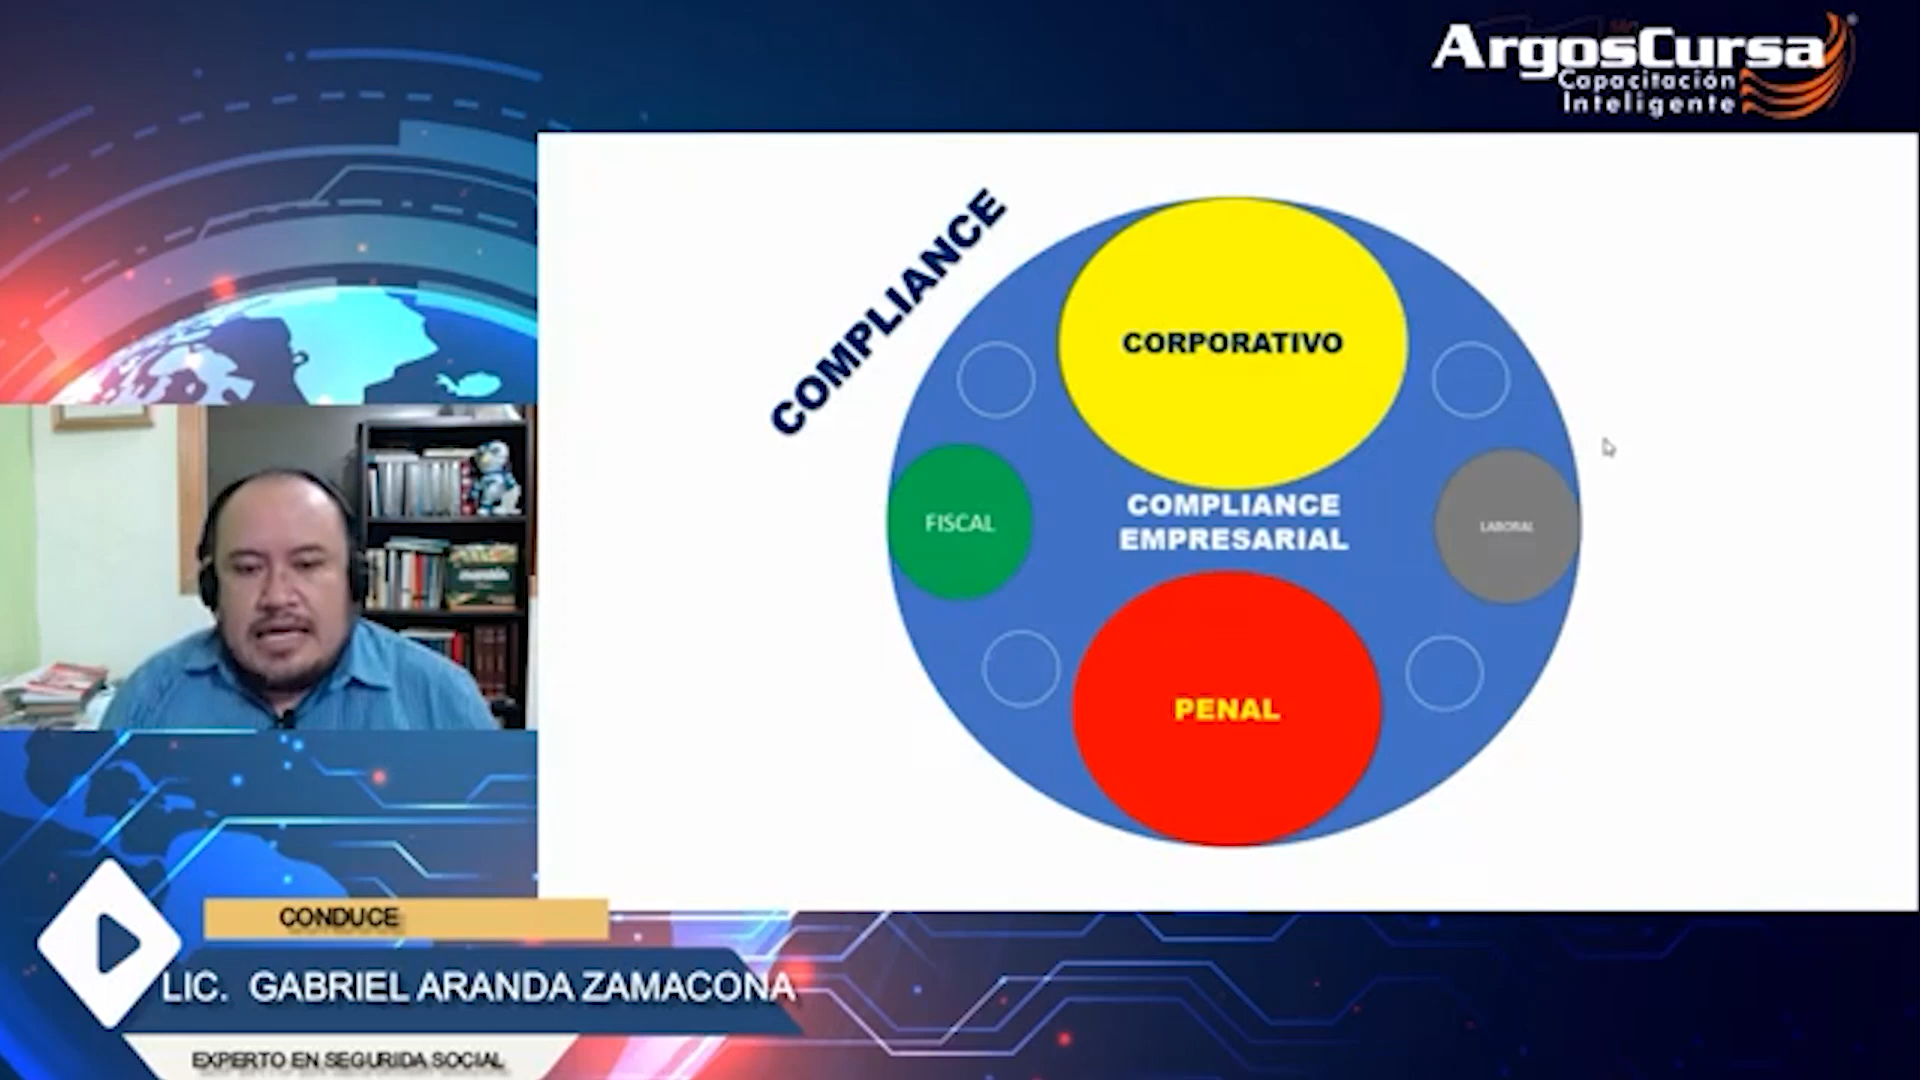 ArgosCursa
Capacitación
Inteligente
COMPLIANCE
CORPORATIVO
COMPLIANCE
EMPRESARIAL
FISCAL
LABORAL
PENAL
CONDUCE
LIC. GABRIEL ARANDA ZAMACONA
EXPERTO EN SEGURIDA SOCIAL